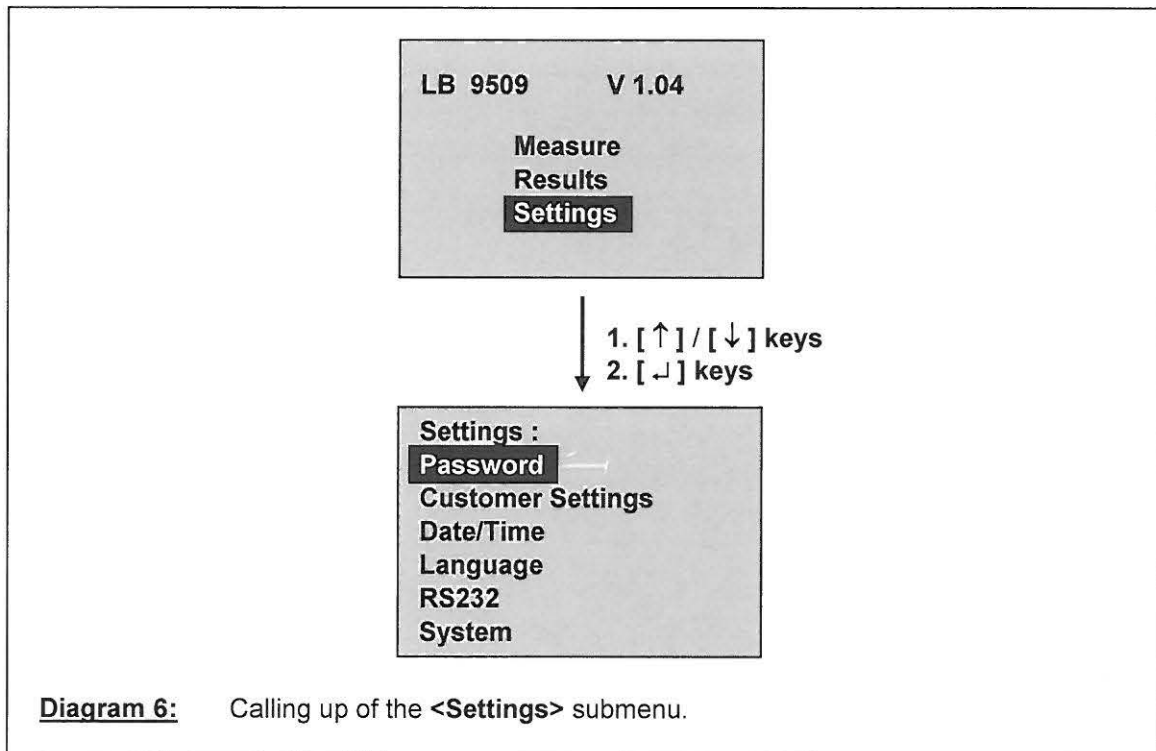 LB 9509 V 1.04
Measure
Results
Settings
1. [ ↑ ] / [ ↓ ] keys
2. [ ↵ ] keys
Settings :
Password
Customer Settings
Date/Time
Language
RS232
System
Diagram 6: Calling up of the <Settings> submenu.